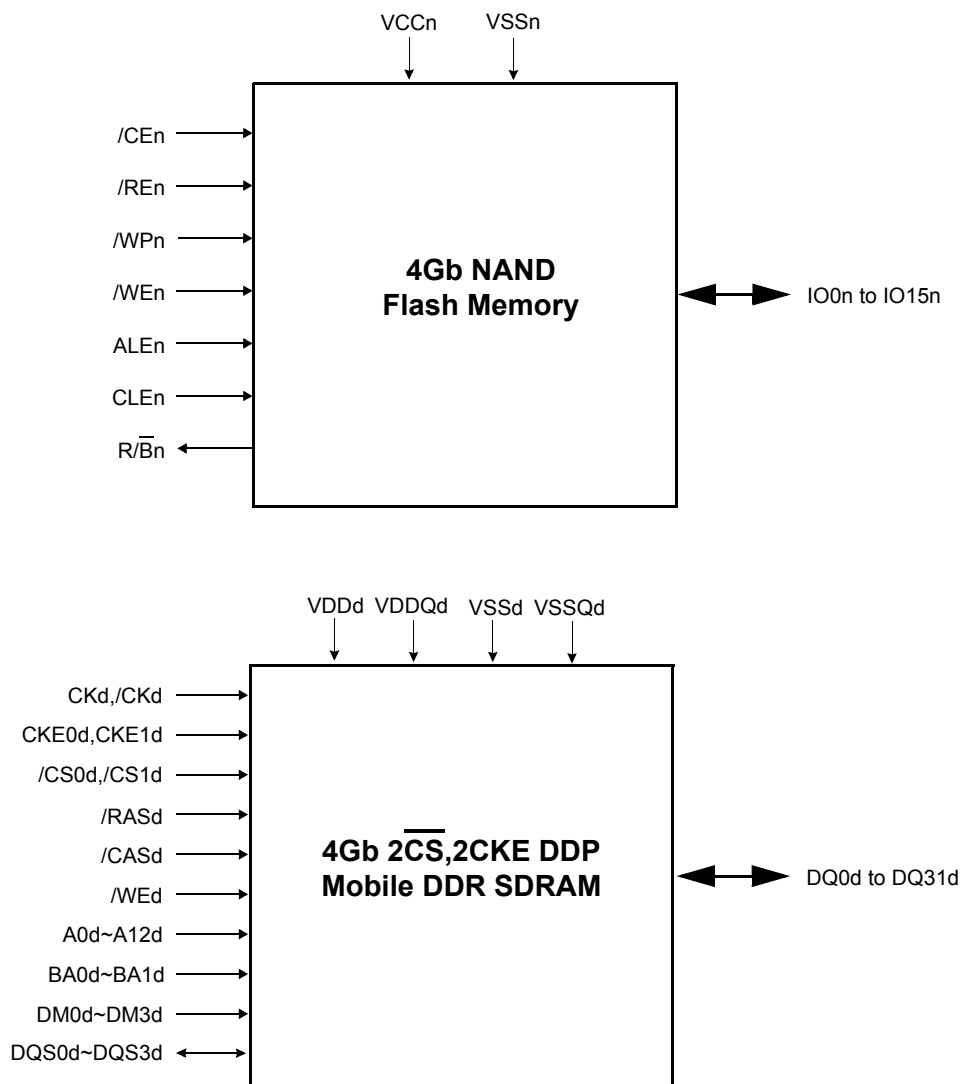 VCCn VSSn
/CEn
/REn
/WPn
/WEn
ALEn
CLEn
R/B̅n
4Gb NAND
Flash Memory
IO0n to IO15n
VDDd VDDQd VSSd VSSQd
CKd,/CKd
CKE0d,CKE1d
/CS0d,/CS1d
/RASd
/CASd
/WEd
A0d~A12d
BA0d~BA1d
DM0d~DM3d
DQS0d~DQS3d
4Gb 2C̅S̅,2CKE DDP
Mobile DDR SDRAM
DQ0d to DQ31d